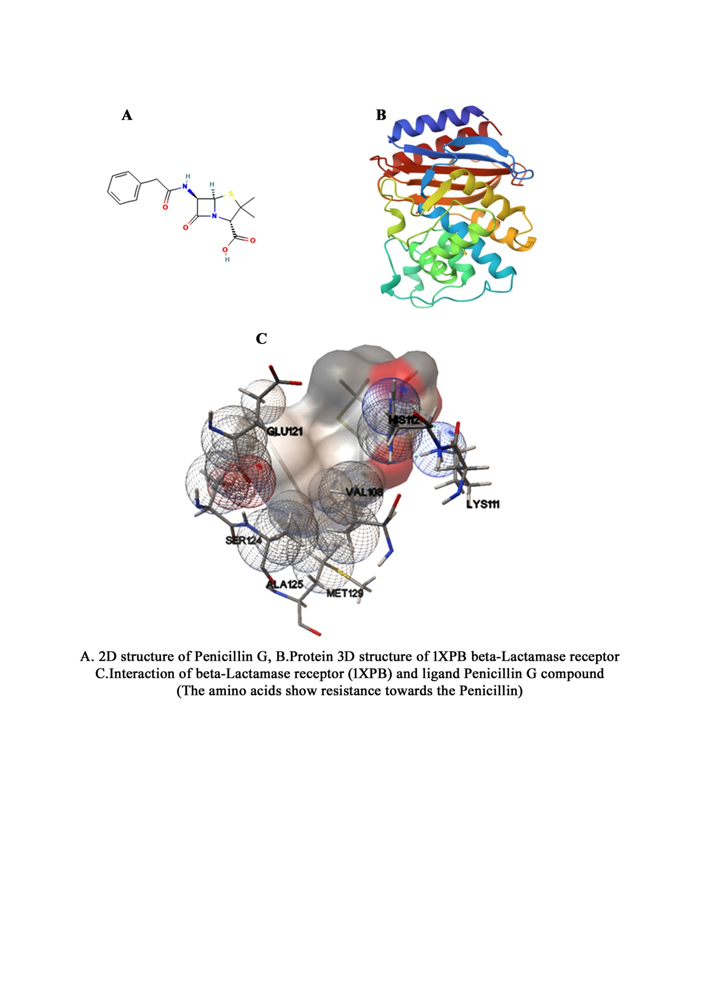 A
B
H
N
H
S
O
N
O
O
O
H
C
HIS112
GLU121
VAL108
LYS111
SER124
ALA125
MET129
A. 2D structure of Penicillin G, B.Protein 3D structure of 1XPB beta-Lactamase receptor
C.Interaction of beta-Lactamase receptor (1XPB) and ligand Penicillin G compound
(The amino acids show resistance towards the Penicillin)